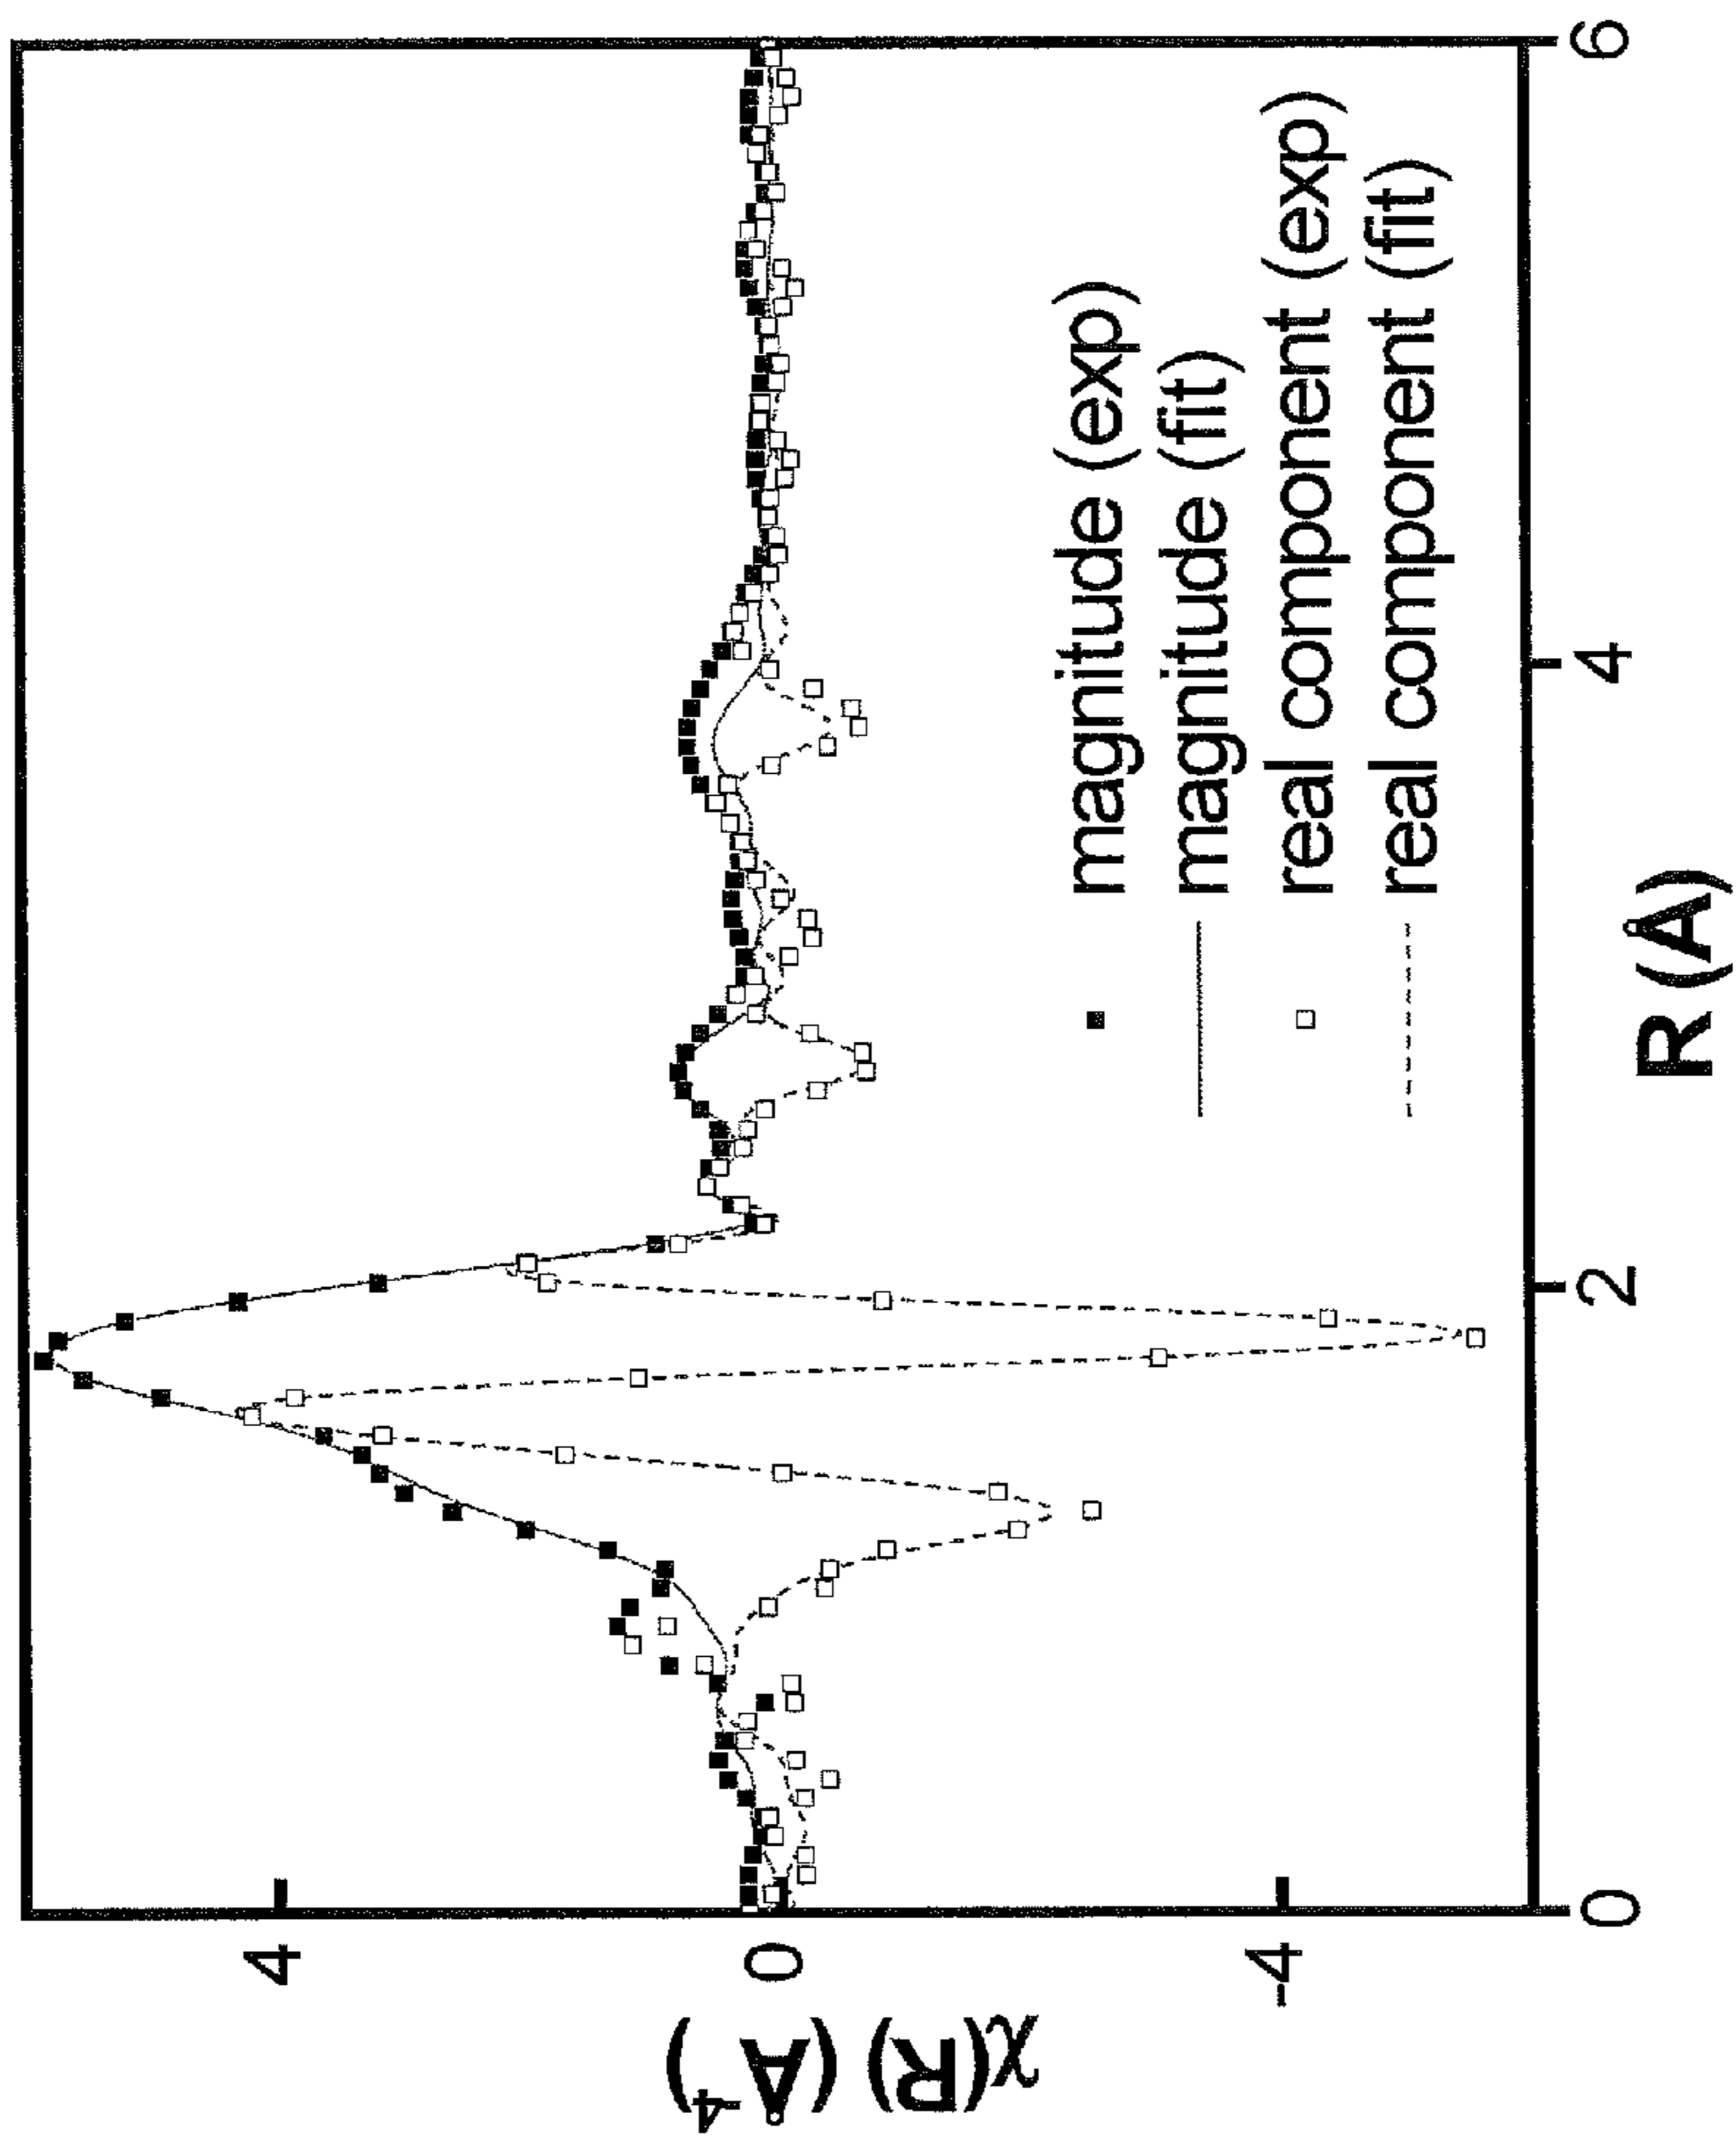 χ(R) (Å⁻⁴)
4
0
-4
magnitude (exp)
magnitude (fit)
real component (exp)
real component (fit)
0
2
4
6
R (Å)